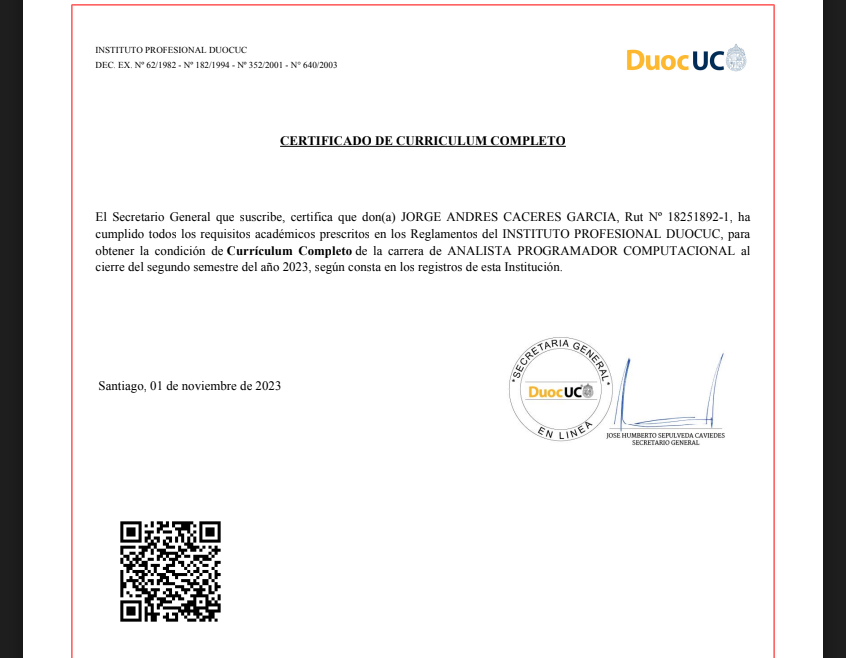 INSTITUTO PROFESIONAL DUOCUC
DEC. EX. Nº 62/1982 - Nº 182/1994 - Nº 352/2001 - N° 640/2003
DuocUC
CERTIFICADO DE CURRICULUM COMPLETO
El Secretario General que suscribe, certifica que don(a) JORGE ANDRES CACERES GARCIA, Rut Nº 18251892-1, ha
cumplido todos los requisitos académicos prescritos en los Reglamentos del INSTITUTO PROFESIONAL DUOCUC, para
obtener la condición de Currículum Completo de la carrera de ANALISTA PROGRAMADOR COMPUTACIONAL al
cierre del segundo semestre del año 2023, según consta en los registros de esta Institución.
Santiago, 01 de noviembre de 2023
SECRETARIA GENERAL
DuocUC
EN LINEA
JOSE HUMBERTO SEPULVEDA CAVIEDES
SECRETARIO GENERAL